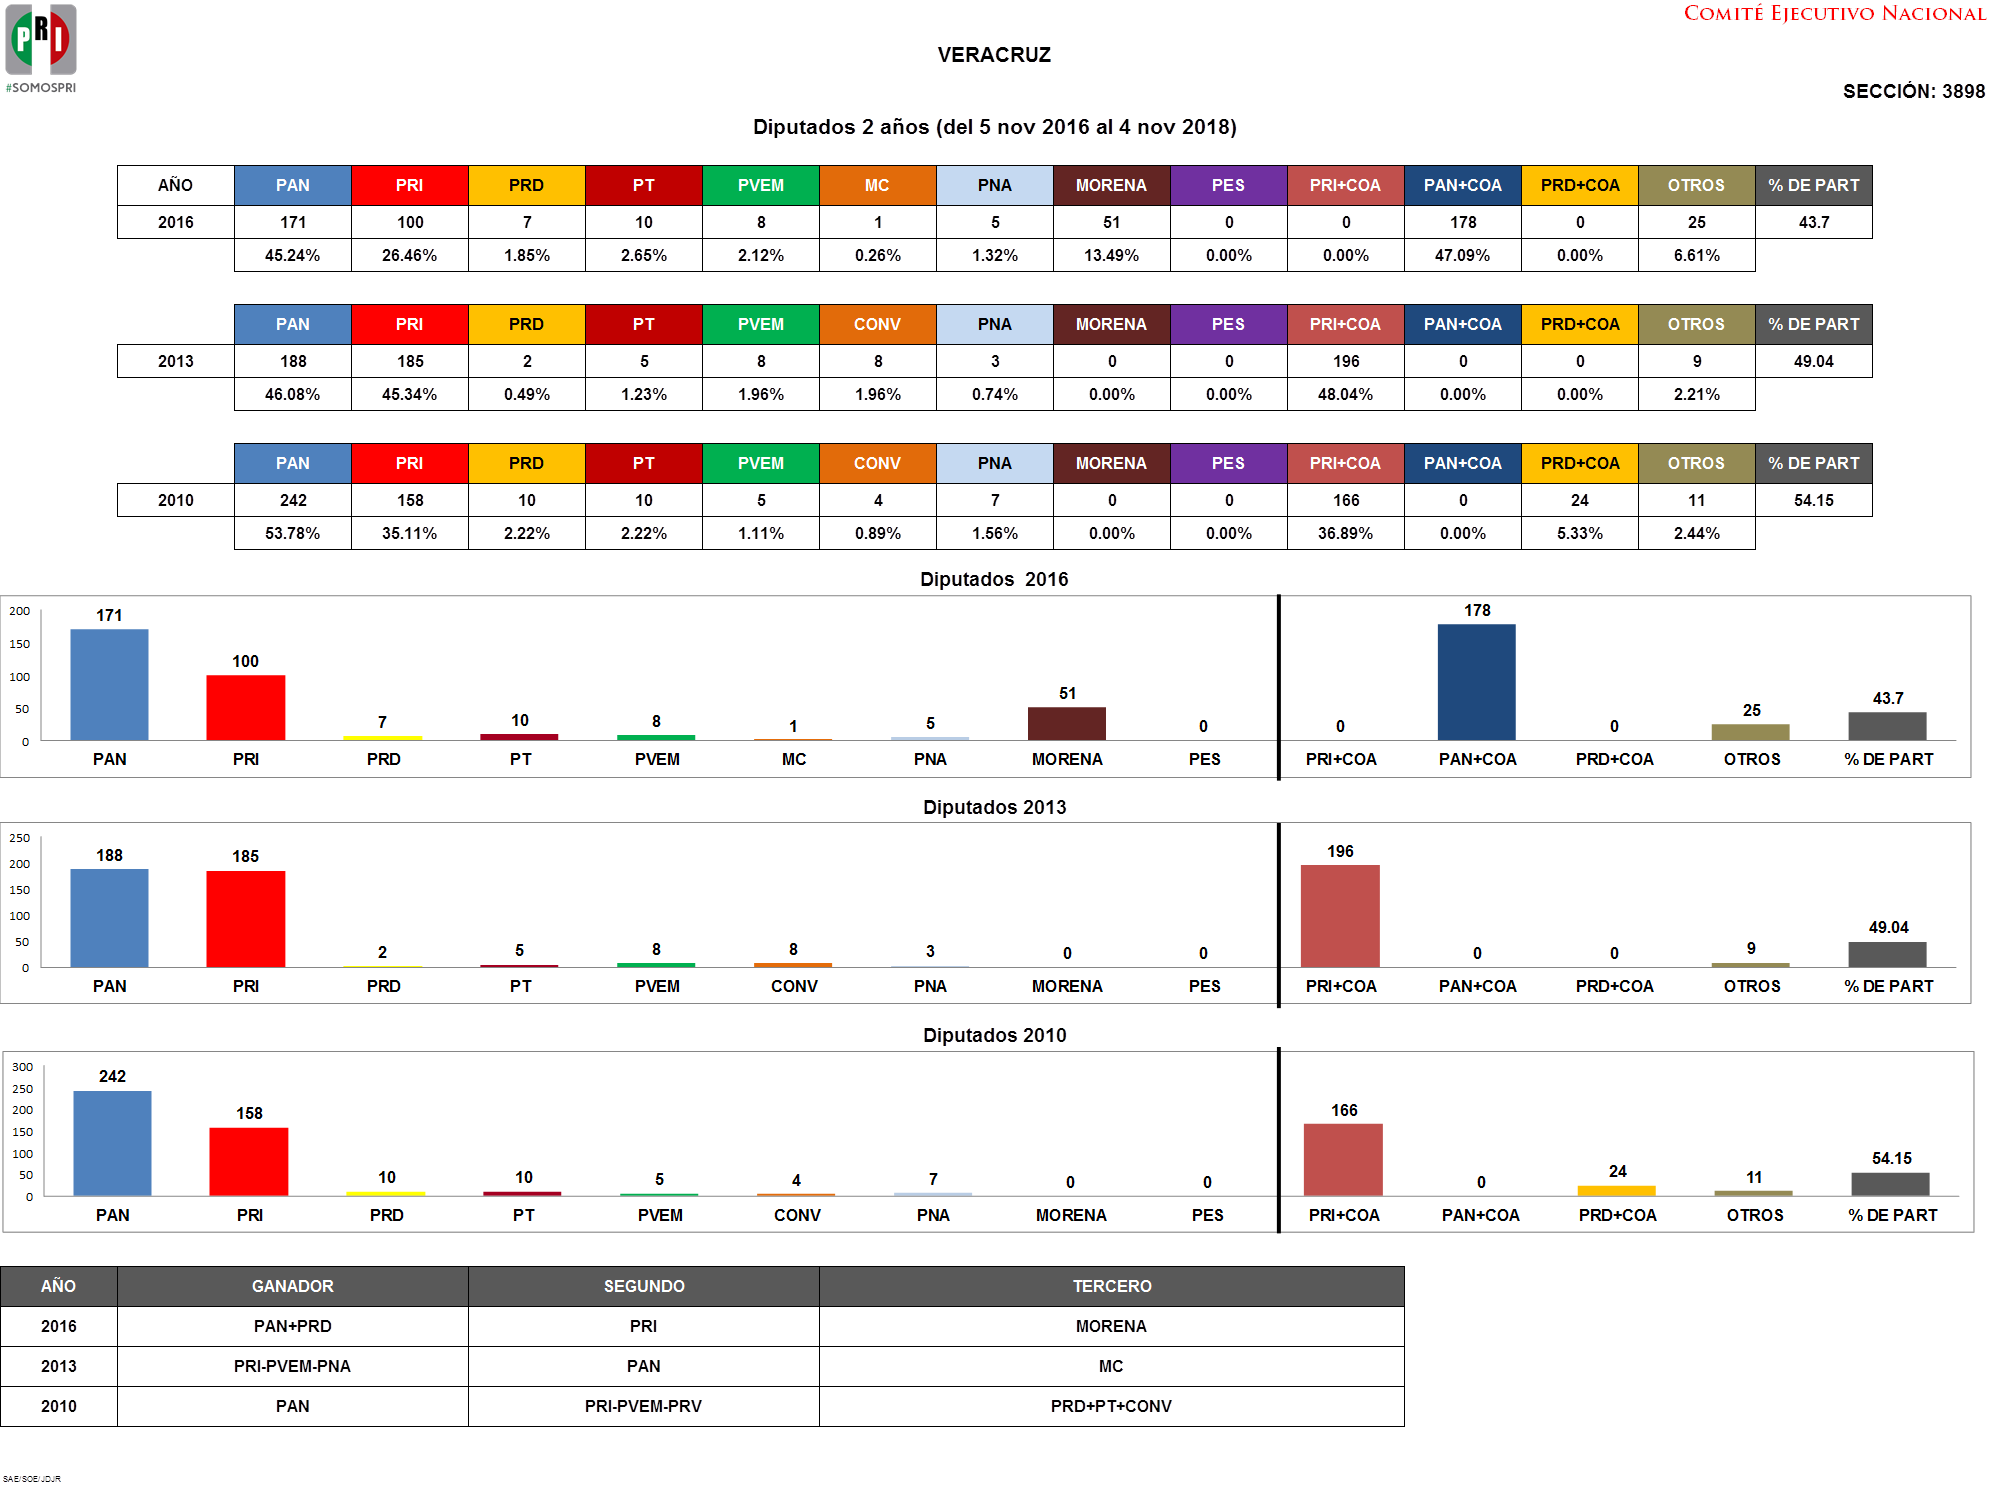 COMITÉ EJECUTIVO NACIONAL
PRI
#SOMOSPRI
VERACRUZ
SECCIÓN: 3898
Diputados 2 años (del 5 nov 2016 al 4 nov 2018)
AÑO PAN PRI PRD PT PVEM MC PNA MORENA PES PRI+COA PAN+COA PRD+COA OTROS % DE PART
2016 171 100 7 10 8 1 5 51 0 0 178 0 25 43.7
45.24% 26.46% 1.85% 2.65% 2.12% 0.26% 1.32% 13.49% 0.00% 0.00% 47.09% 0.00% 6.61%
PAN PRI PRD PT PVEM CONV PNA MORENA PES PRI+COA PAN+COA PRD+COA OTROS % DE PART
2013 188 185 2 5 8 8 3 0 0 196 0 0 9 49.04
46.08% 45.34% 0.49% 1.23% 1.96% 1.96% 0.74% 0.00% 0.00% 48.04% 0.00% 0.00% 2.21%
PAN PRI PRD PT PVEM CONV PNA MORENA PES PRI+COA PAN+COA PRD+COA OTROS % DE PART
2010 242 158 10 10 5 4 7 0 0 166 0 24 11 54.15
53.78% 35.11% 2.22% 2.22% 1.11% 0.89% 1.56% 0.00% 0.00% 36.89% 0.00% 5.33% 2.44%
Diputados 2016
200
150
100
50
0
171 100 7 10 8 1 5 51 0 0 178 0 25 43.7
PAN PRI PRD PT PVEM MC PNA MORENA PES PRI+COA PAN+COA PRD+COA OTROS % DE PART
Diputados 2013
250
200
150
100
50
0
188 185 2 5 8 8 3 0 0 196 0 0 9 49.04
PAN PRI PRD PT PVEM CONV PNA MORENA PES PRI+COA PAN+COA PRD+COA OTROS % DE PART
Diputados 2010
300
250
200
150
100
50
0
242 158 10 10 5 4 7 0 0 166 0 24 11 54.15
PAN PRI PRD PT PVEM CONV PNA MORENA PES PRI+COA PAN+COA PRD+COA OTROS % DE PART
AÑO GANADOR SEGUNDO TERCERO
2016 PAN+PRD PRI MORENA
2013 PRI-PVEM-PNA PAN MC
2010 PAN PRI-PVEM-PRV PRD+PT+CONV
SAE/SOE/JDJR